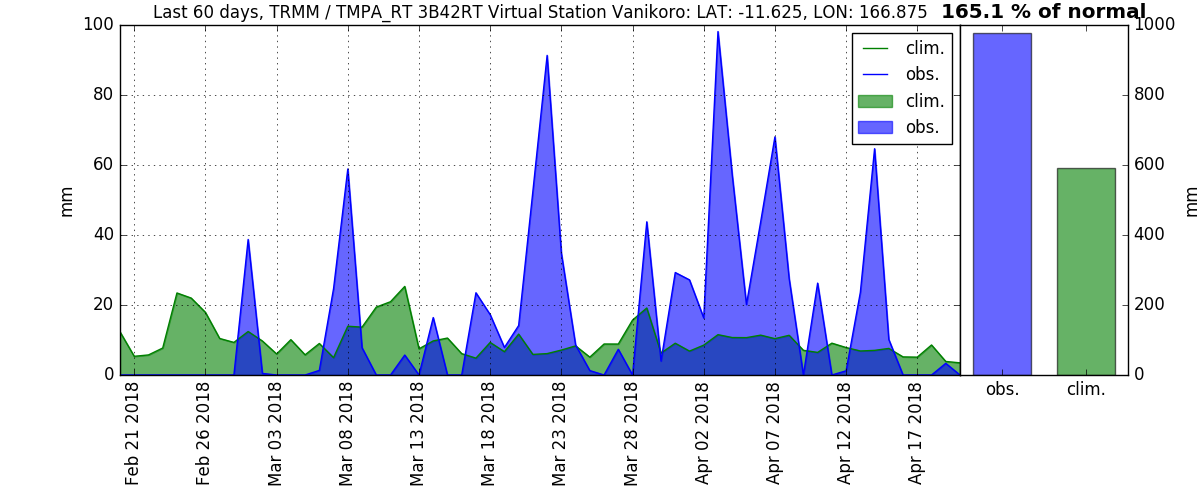 Last 60 days, TRMM / TMPA_RT 3B42RT Virtual Station Vanikoro: LAT: -11.625, LON: 166.875 165.1 % of normal
mm
100
80
60
40
20
0
clim.
obs.
clim.
obs.
1000
800
600
400
200
0
mm
Feb 21 2018
Feb 26 2018
Mar 03 2018
Mar 08 2018
Mar 13 2018
Mar 18 2018
Mar 23 2018
Mar 28 2018
Apr 02 2018
Apr 07 2018
Apr 12 2018
Apr 17 2018
obs.
clim.